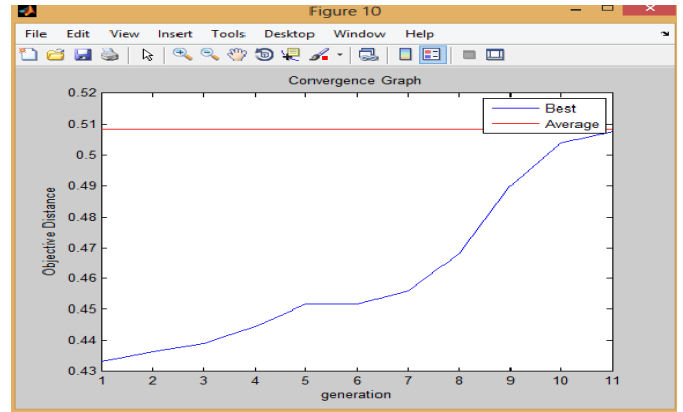 Figure 10
File Edit View Insert Tools Desktop Window Help
Convergence Graph
0.52
0.51
0.5
0.49
0.48
0.47
0.46
0.45
0.44
0.43
Objective Distance
Best
Average
1 2 3 4 5 6 7 8 9 10 11
generation